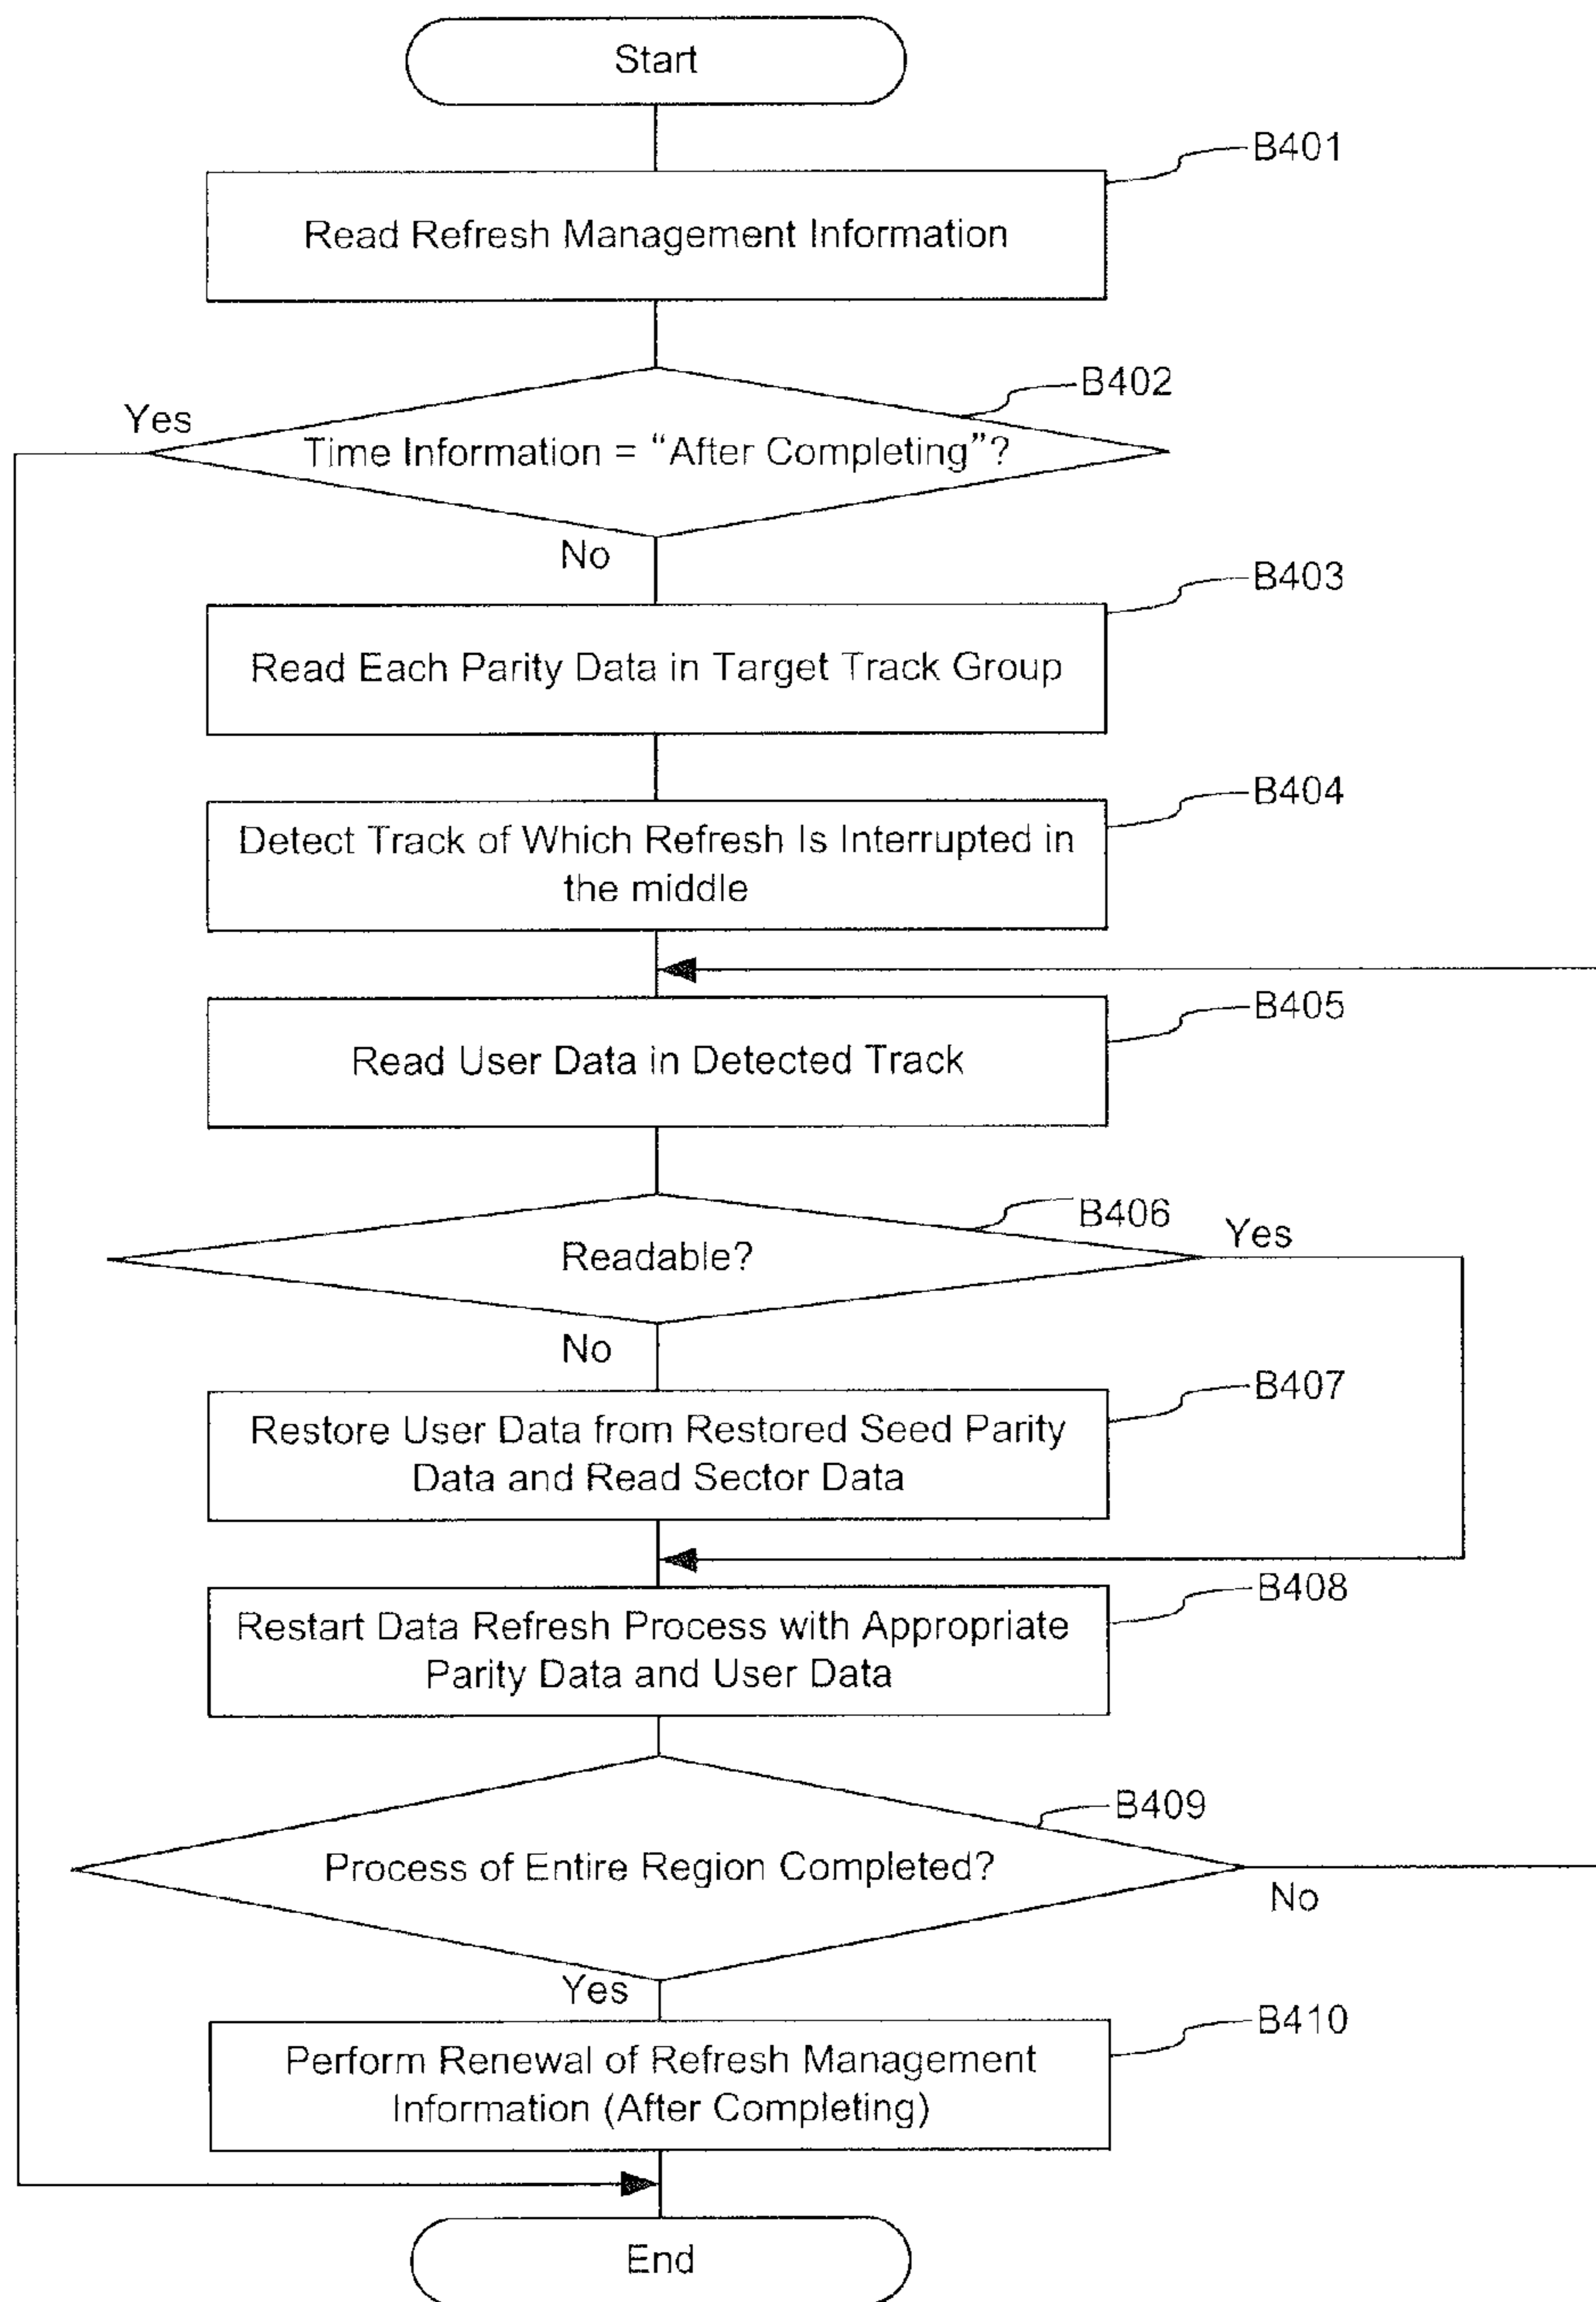 Start
B401
Read Refresh Management Information
B402
Yes
Time Information = “After Completing”?
No
B403
Read Each Parity Data in Target Track Group
B404
Detect Track of Which Refresh Is Interrupted in
the middle
B405
Read User Data in Detected Track
B406
Yes
Readable?
No
B407
Restore User Data from Restored Seed Parity
Data and Read Sector Data
B408
Restart Data Refresh Process with Appropriate
Parity Data and User Data
B409
Process of Entire Region Completed?
No
Yes
B410
Perform Renewal of Refresh Management
Information (After Completing)
End